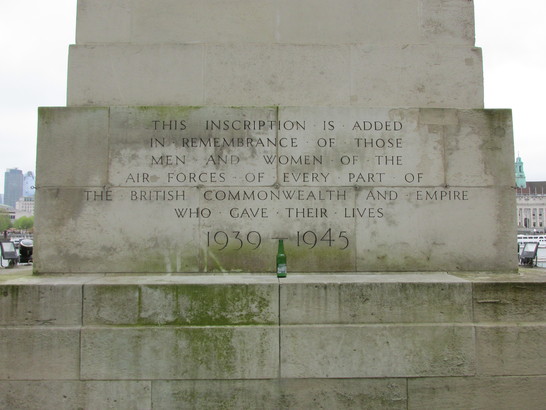 THIS INSCRIPTION IS ADDED
IN REMEMBRANCE OF THOSE
MEN AND WOMEN OF THE
AIR FORCES OF EVERY PART OF
THE BRITISH COMMONWEALTH AND EMPIRE
WHO GAVE THEIR LIVES
1939 – 1945